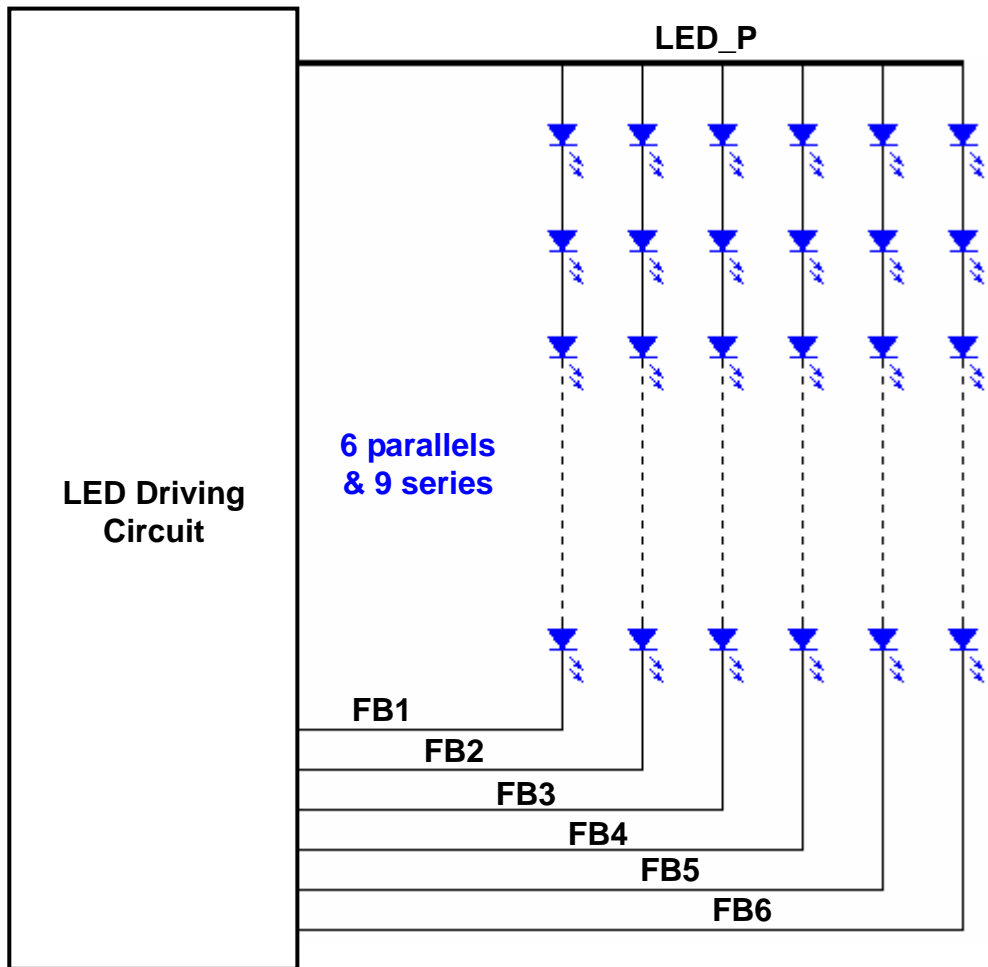 LED_P
6 parallels
& 9 series
LED Driving
Circuit
FB1
FB2
FB3
FB4
FB5
FB6